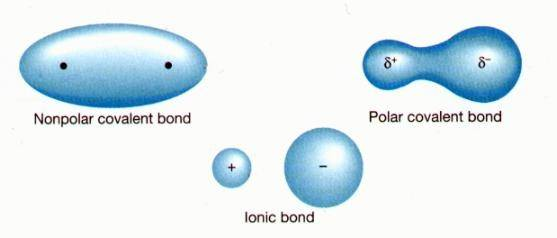 δ+ δ−
Nonpolar covalent bond
Polar covalent bond
+ −
Ionic bond